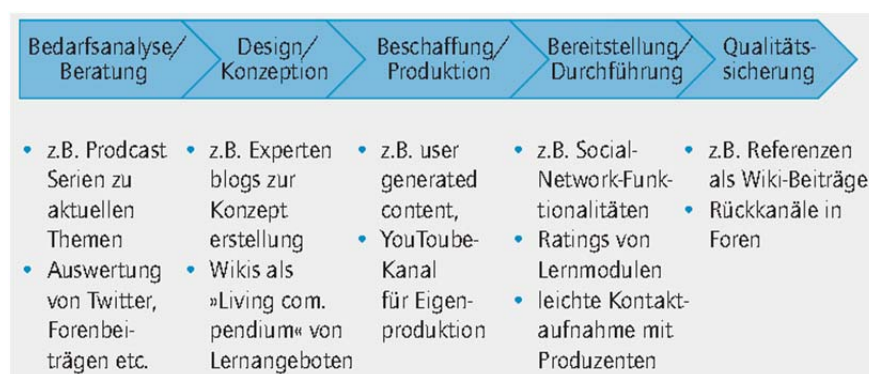 Bedarfsanalyse/
Beratung
Design/
Konzeption
Beschaffung/
Produktion
Bereitstellung/
Durchführung
Qualitäts-
sicherung
• z.B. Prodcast
Serien zu
aktuellen
Themen
• Auswertung
von Twitter,
Forenbei-
trägen etc.
• z.B. Experten
blogs zur
Konzept
erstellung
• Wikis als
»Living com.
pendium« von
Lernangeboten
• z.B. user
generated
content,
• YouToube-
Kanal
für Eigen-
produktion
• z.B. Social-
Network-Funk-
tionalitäten
• Ratings von
Lernmodulen
• leichte Kontakt-
aufnahme mit
Produzenten
• z.B. Referenzen
als Wiki-Beiträge
• Rückkanäle in
Foren